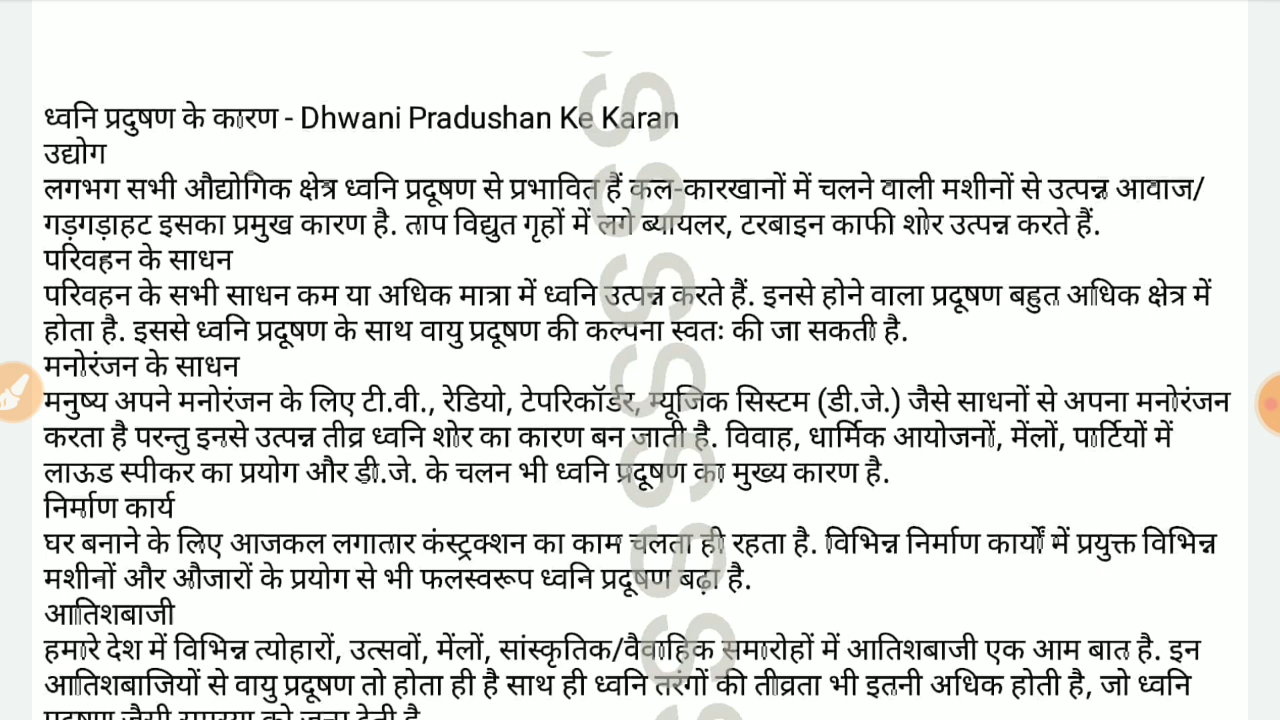 ध्वनि प्रदुषण के कारण - Dhwani Pradushan Ke Karan
उद्योग
लगभग सभी औद्योगिक क्षेत्र ध्वनि प्रदूषण से प्रभावित हैं कल-कारखानों में चलने वाली मशीनों से उत्पन्न आवाज/
गड़गड़ाहट इसका प्रमुख कारण है. ताप विद्युत गृहों में लगे ब्यायलर, टरबाइन काफी शोर उत्पन्न करते हैं.
परिवहन के साधन
परिवहन के सभी साधन कम या अधिक मात्रा में ध्वनि उत्पन्न करते हैं. इनसे होने वाला प्रदूषण बहुत अधिक क्षेत्र में
होता है. इससे ध्वनि प्रदूषण के साथ वायु प्रदूषण की कल्पना स्वतः की जा सकती है.
मनोरंजन के साधन
मनुष्य अपने मनोरंजन के लिए टी.वी., रेडियो, टेपरिकॉर्डर, म्यूजिक सिस्टम (डी.जे.) जैसे साधनों से अपना मनोरंजन
करता है परन्तु इनसे उत्पन्न तीव्र ध्वनि शोर का कारण बन जाती है. विवाह, धार्मिक आयोजनों, मेंलों, पार्टियों में
लाऊड स्पीकर का प्रयोग और डी.जे. के चलन भी ध्वनि प्रदूषण का मुख्य कारण है.
निर्माण कार्य
घर बनाने के लिए आजकल लगातार कंस्ट्रक्शन का काम चलता ही रहता है. विभिन्न निर्माण कार्यों में प्रयुक्त विभिन्न
मशीनों और औजारों के प्रयोग से भी फलस्वरूप ध्वनि प्रदूषण बढ़ा है.
आतिशबाजी
हमारे देश में विभिन्न त्योहारों, उत्सवों, मेंलों, सांस्कृतिक/वैवाहिक समारोहों में आतिशबाजी एक आम बात है. इन
आतिशबाजियों से वायु प्रदूषण तो होता ही है साथ ही ध्वनि तरंगों की तीव्रता भी इतनी अधिक होती है, जो ध्वनि
SSSSSSS